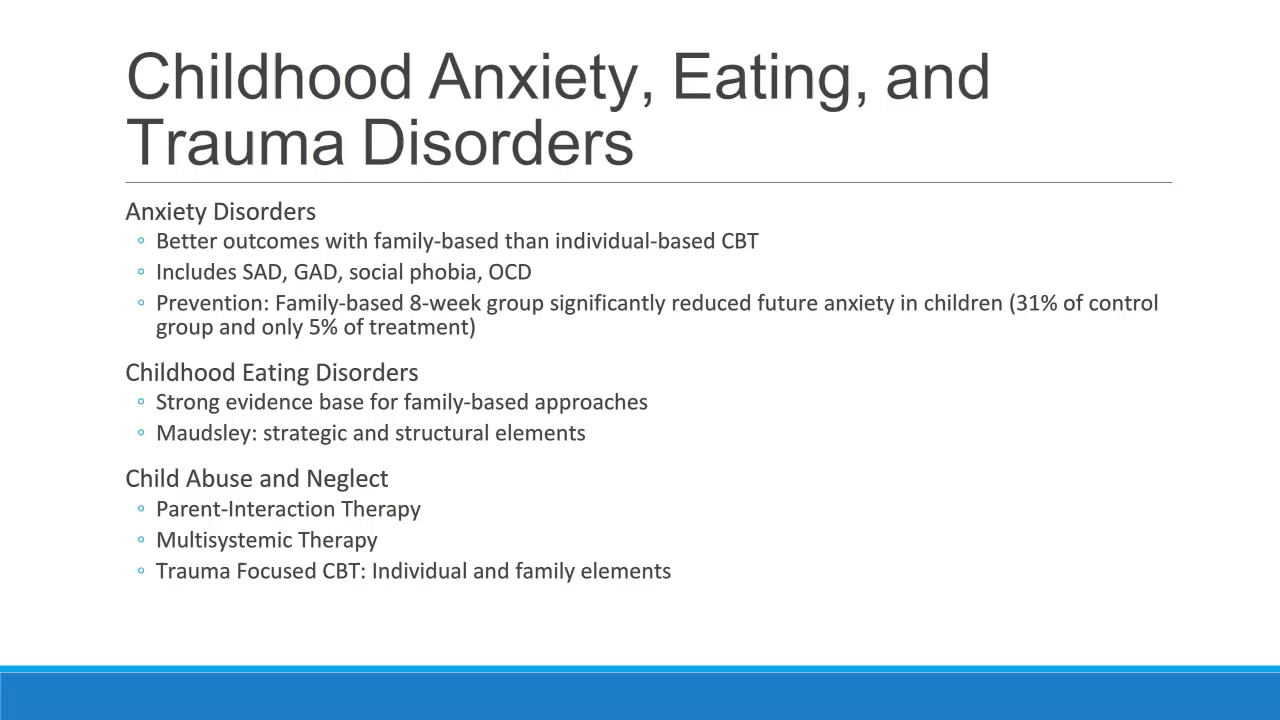 Childhood Anxiety, Eating, and
Trauma Disorders
Anxiety Disorders
◦ Better outcomes with family-based than individual-based CBT
◦ Includes SAD, GAD, social phobia, OCD
◦ Prevention: Family-based 8-week group significantly reduced future anxiety in children (31% of control
group and only 5% of treatment)
Childhood Eating Disorders
◦ Strong evidence base for family-based approaches
◦ Maudsley: strategic and structural elements
Child Abuse and Neglect
◦ Parent-Interaction Therapy
◦ Multisystemic Therapy
◦ Trauma Focused CBT: Individual and family elements